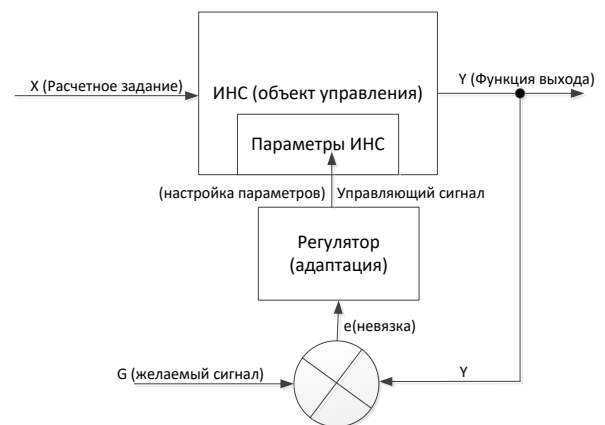 X (Расчетное задание)
ИНС (объект управления)
Y (Функция выхода)
Параметры ИНС
(настройка параметров)
Управляющий сигнал
Регулятор
(адаптация)
е(невязка)
G (желаемый сигнал)
Y